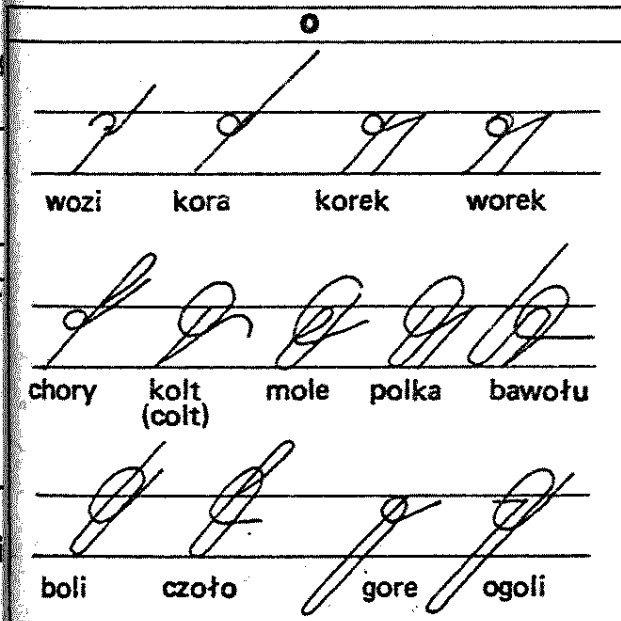 o
wozi kora korek worek
chory kolt mole polka bawołu
(colt)
boli czoło gore ogoli